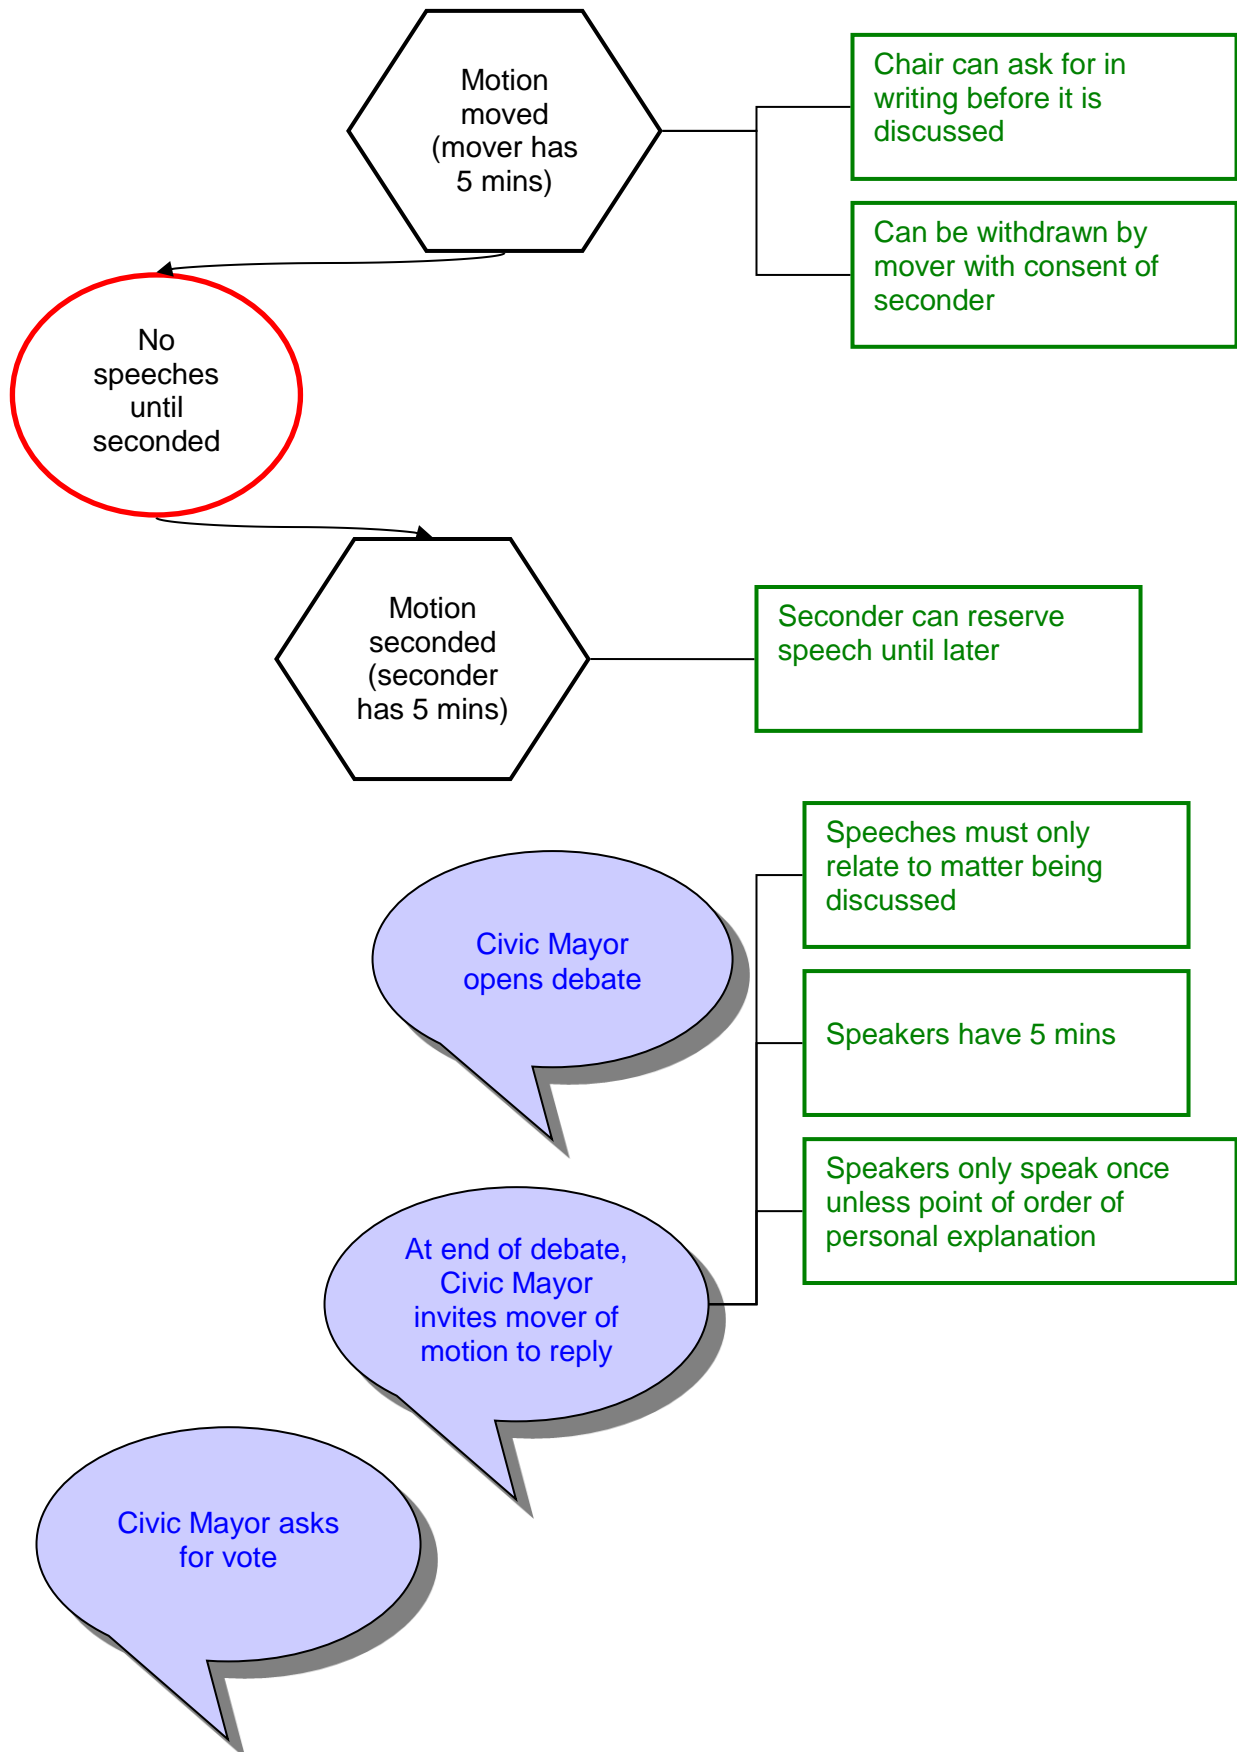 Motion
moved
(mover has
5 mins)
Chair can ask for in
writing before it is
discussed
Can be withdrawn by
mover with consent of
seconder
No
speeches
until
seconded
Motion
seconded
(seconder
has 5 mins)
Seconder can reserve
speech until later
Speeches must only
relate to matter being
discussed
Civic Mayor
opens debate
Speakers have 5 mins
Speakers only speak once
unless point of order of
personal explanation
At end of debate,
Civic Mayor
invites mover of
motion to reply
Civic Mayor asks
for vote